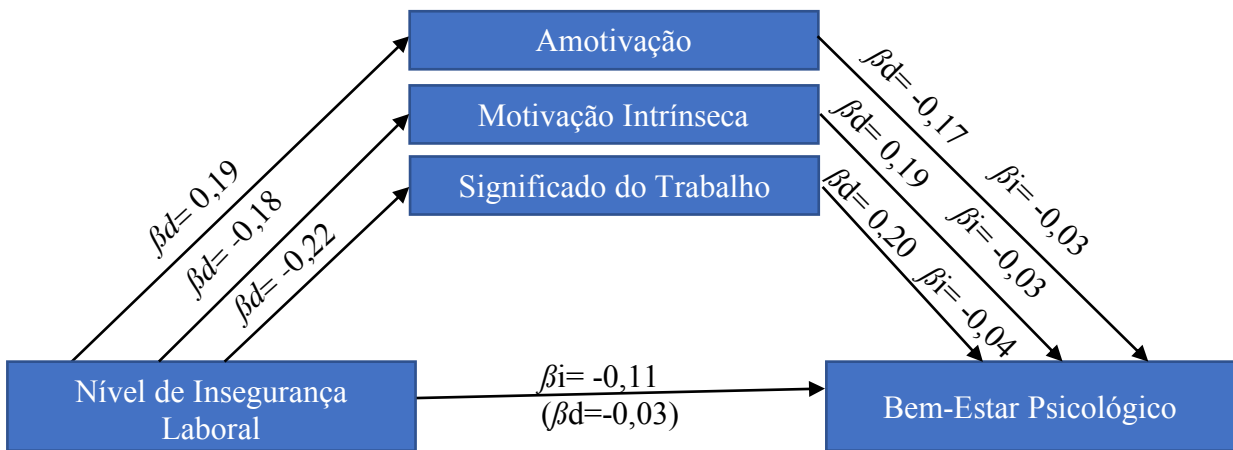 Amotivação
Motivação Intrínseca
Significado do Trabalho
βd= 0,19
βd= -0,18
βd= -0,22
βd= -0,17
βi= -0,03
βd= 0,19
βi= -0,03
βd= 0,20
βi= -0,04
Nível de Insegurança
Laboral
βi= -0,11
(βd=-0,03)
Bem-Estar Psicológico